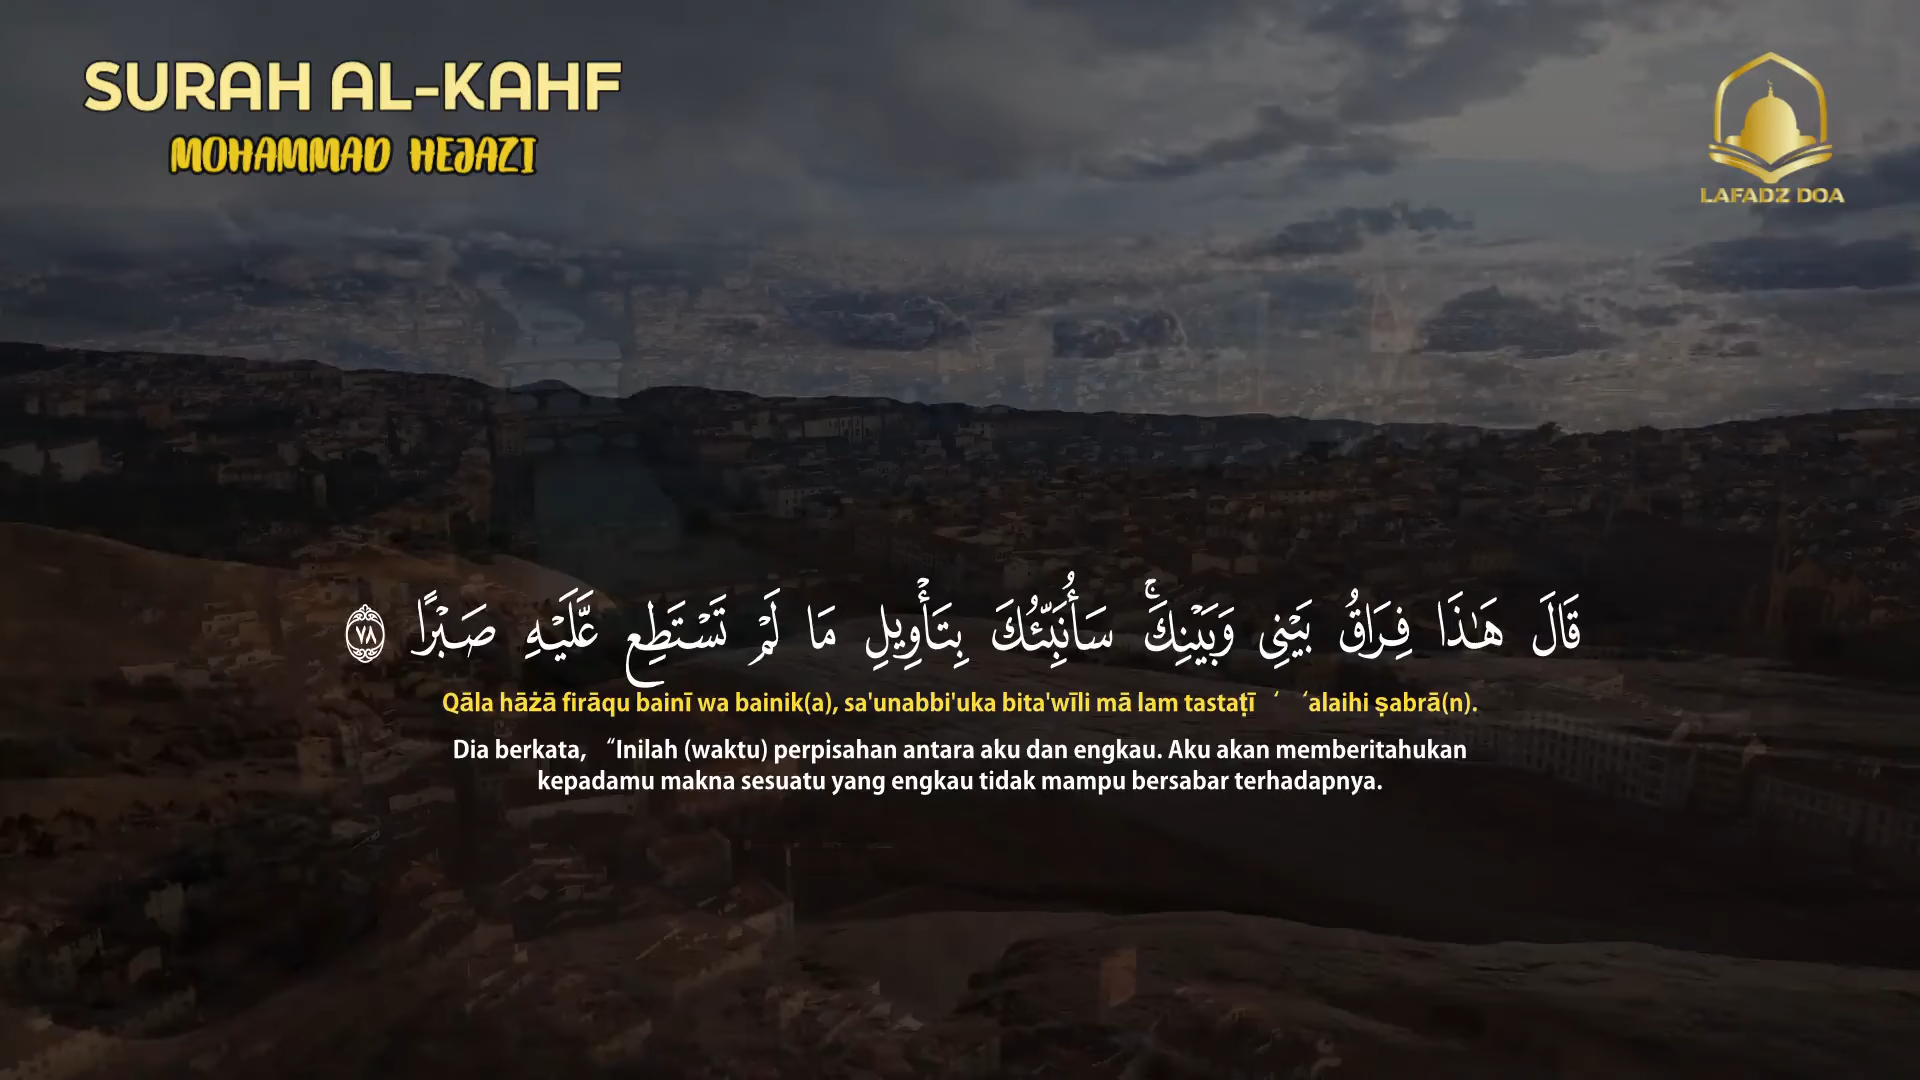 SURAH AL-KAHF
MOHAMMAD HEJAZI
LAFADZ DOA
قَالَ هَٰذَا فِرَاقُ بَيْنِي وَبَيْنِكَۚ سَأُنَبِّئُكَ بِتَأْوِيلِ مَا لَمْ تَسْتَطِع عَّلَيْهِ صَبْرًا ٧٨
Qāla hāżā firāqu bainī wa bainik(a), sa'unabbi'uka bita'wīli mā lam tastaṭī‘ ‘alaihi ṣabrā(n).
Dia berkata, “Inilah (waktu) perpisahan antara aku dan engkau. Aku akan memberitahukan
kepadamu makna sesuatu yang engkau tidak mampu bersabar terhadapnya.